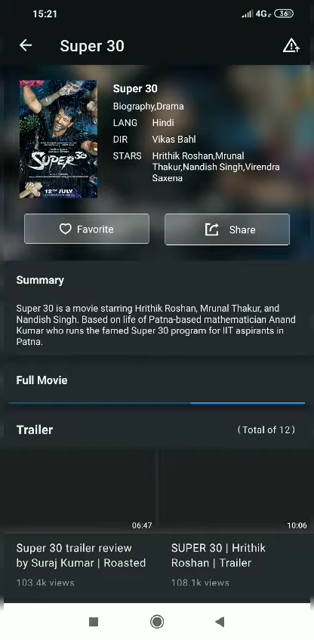 15:21
4G
36
Super 30
Super 30
Biography,Drama
LANG Hindi
DIR Vikas Bahl
STARS Hrithik Roshan,Mrunal
Thakur,Nandish Singh,Virendra
Saxena
SUPER 30
12TH JULY
Favorite
Share
Summary
Super 30 is a movie starring Hrithik Roshan, Mrunal Thakur, and
Nandish Singh. Based on life of Patna-based mathematician Anand
Kumar who runs the famed Super 30 program for IIT aspirants in
Patna.
Full Movie
Trailer (Total of 12)
06:47
10:06
Super 30 trailer review
by Suraj Kumar | Roasted
103.4k views
SUPER 30 | Hrithik
Roshan | Trailer
108.1k views